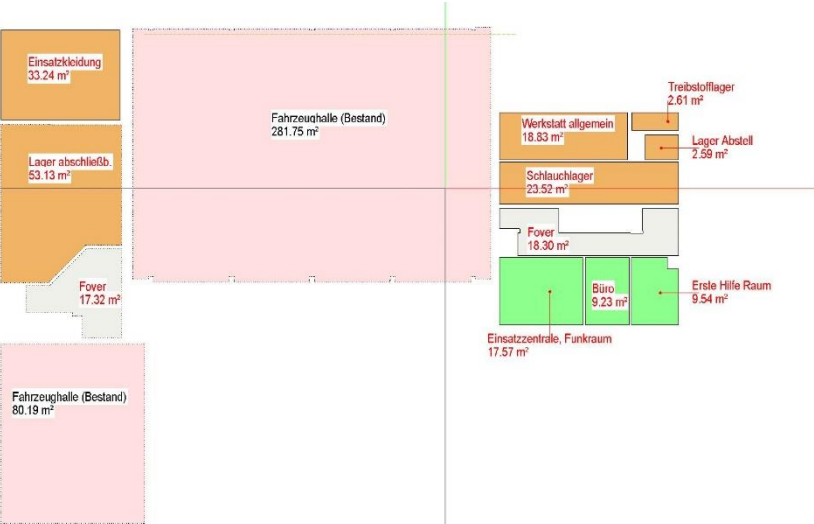 Einsatzkleidung
33.24 m²
Fahrzeughalle (Bestand)
281.75 m²
Treibstofflager
2.61 m²
Werkstatt allgemein
18.83 m²
Lager Abstell
2.59 m²
Lager abschließb.
53.13 m²
Schlauchlager
23.52 m²
Foyer
18.30 m²
Foyer
17.32 m²
Büro
9.23 m²
Erste Hilfe Raum
9.54 m²
Einsatzzentrale, Funkraum
17.57 m²
Fahrzeughalle (Bestand)
80.19 m²